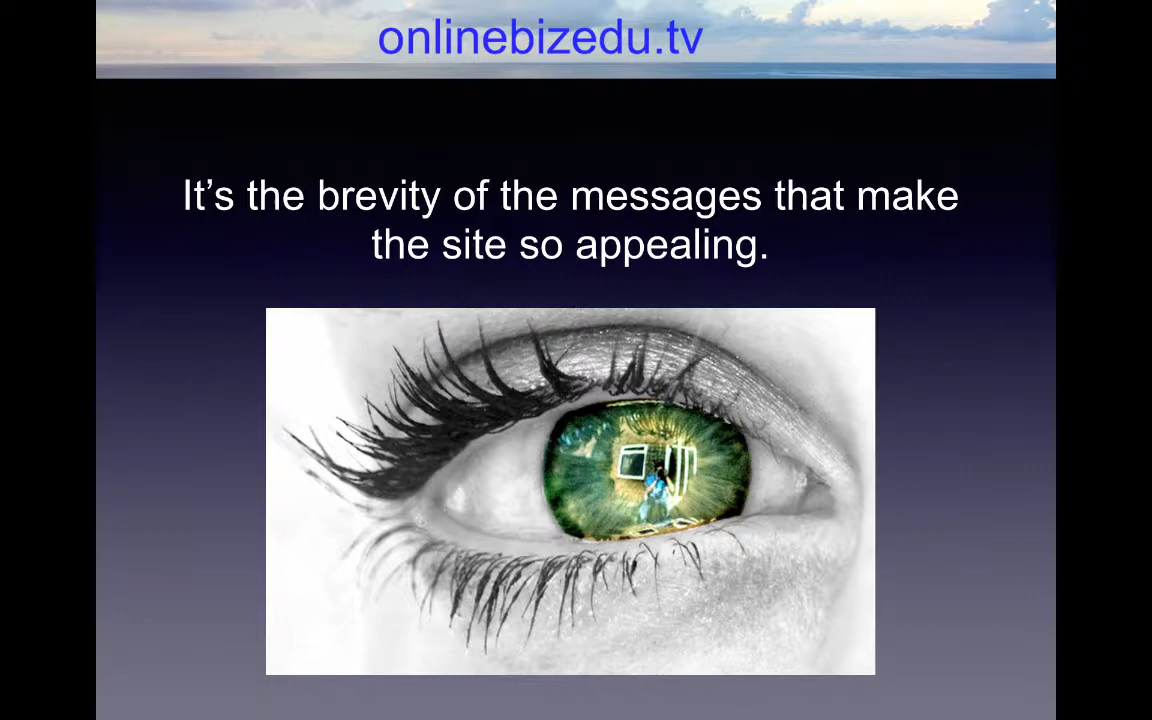 onlinebizedu.tv
It’s the brevity of the messages that make
the site so appealing.